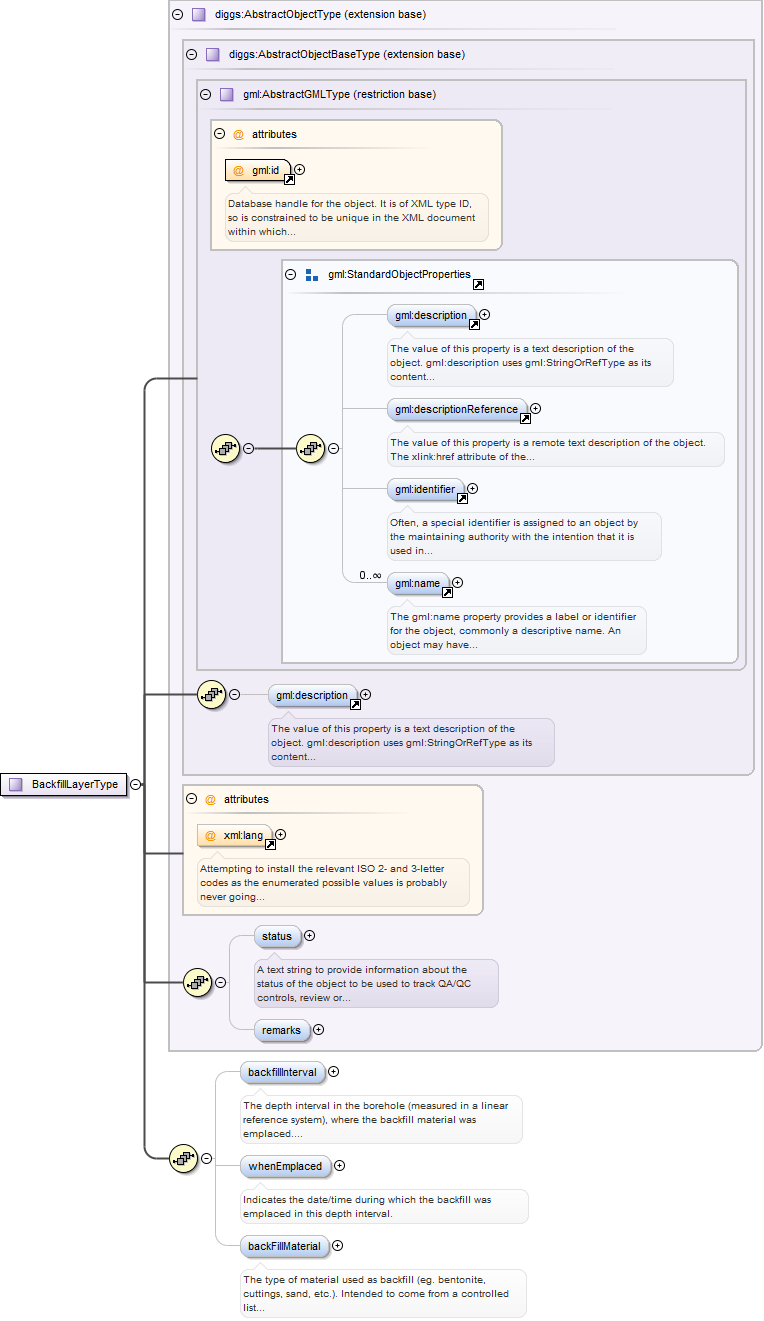 diggs:AbstractObjectType (extension base)
diggs:AbstractObjectBaseType (extension base)
gml:AbstractGMLType (restriction base)
@ attributes
@ gml:id
Database handle for the object. It is of XML type ID,
so is constrained to be unique in the XML document
within which...
gml:StandardObjectProperties
gml:description
The value of this property is a text description of the
object. gml:description uses gml:StringOrRefType as its
content...
gml:descriptionReference
The value of this property is a remote text description of the object.
The xlink:href attribute of the...
gml:identifier
Often, a special identifier is assigned to an object by
the maintaining authority with the intention that it is
used in...
0..∞
gml:name
The gml:name property provides a label or identifier
for the object, commonly a descriptive name. An
object may have...
gml:description
The value of this property is a text description of the
object. gml:description uses gml:StringOrRefType as its
content...
BackfillLayerType
@ attributes
@ xml:lang
Attempting to install the relevant ISO 2- and 3-letter
codes as the enumerated possible values is probably
never going...
status
A text string to provide information about the
status of the object to be used to track QA/QC
controls, review or...
remarks
backfillInterval
The depth interval in the borehole (measured in a linear
reference system), where the backfill material was
emplaced....
whenEmplaced
Indicates the date/time during which the backfill was
emplaced in this depth interval.
backFillMaterial
The type of material used as backfill (eg. bentonite,
cuttings, sand, etc.). Intended to come from a controlled
list...